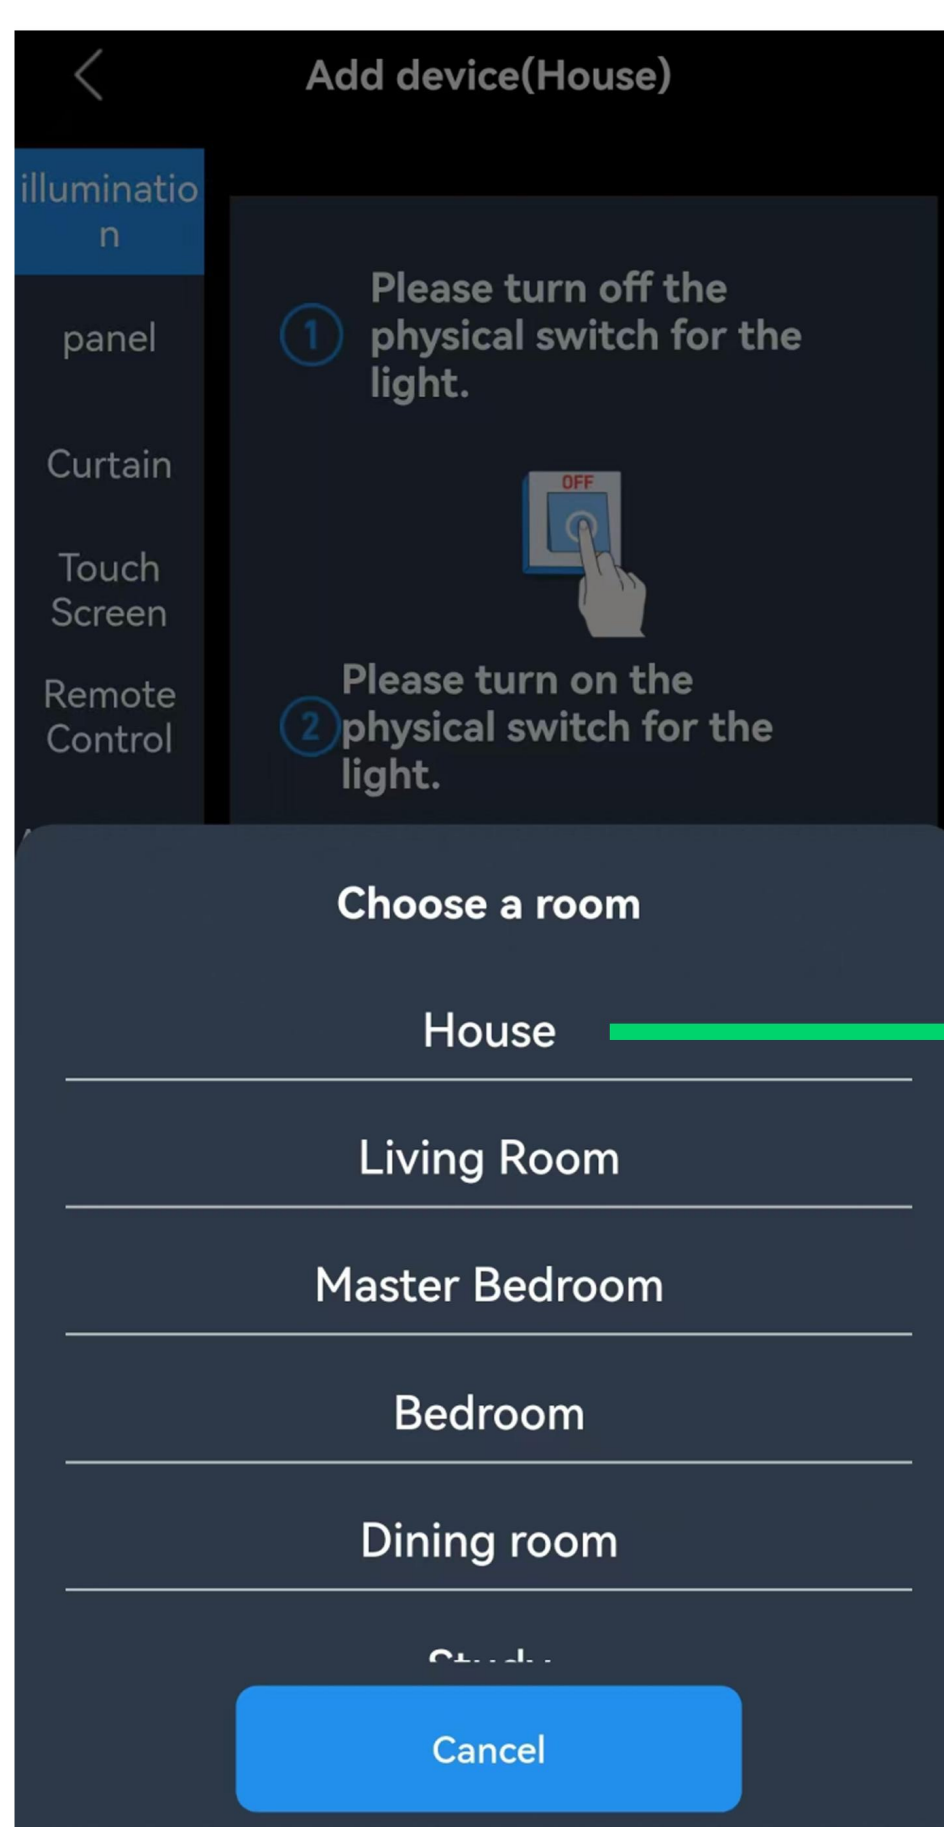 Add device(House)
illuminatio
n
panel
Curtain
Touch
Screen
Remote
Control
1
Please turn off the
physical switch for the
light.
OFF
2
Please turn on the
physical switch for the
light.
Choose a room
House
Living Room
Master Bedroom
Bedroom
Dining room
Study
Cancel